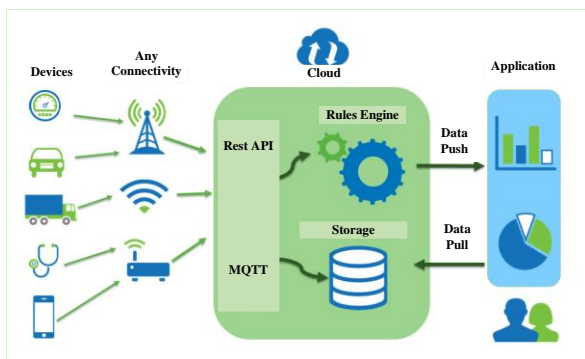 Devices
Any
Connectivity
Cloud
Application
Rest API
MQTT
Rules Engine
Storage
Data
Push
Data
Pull